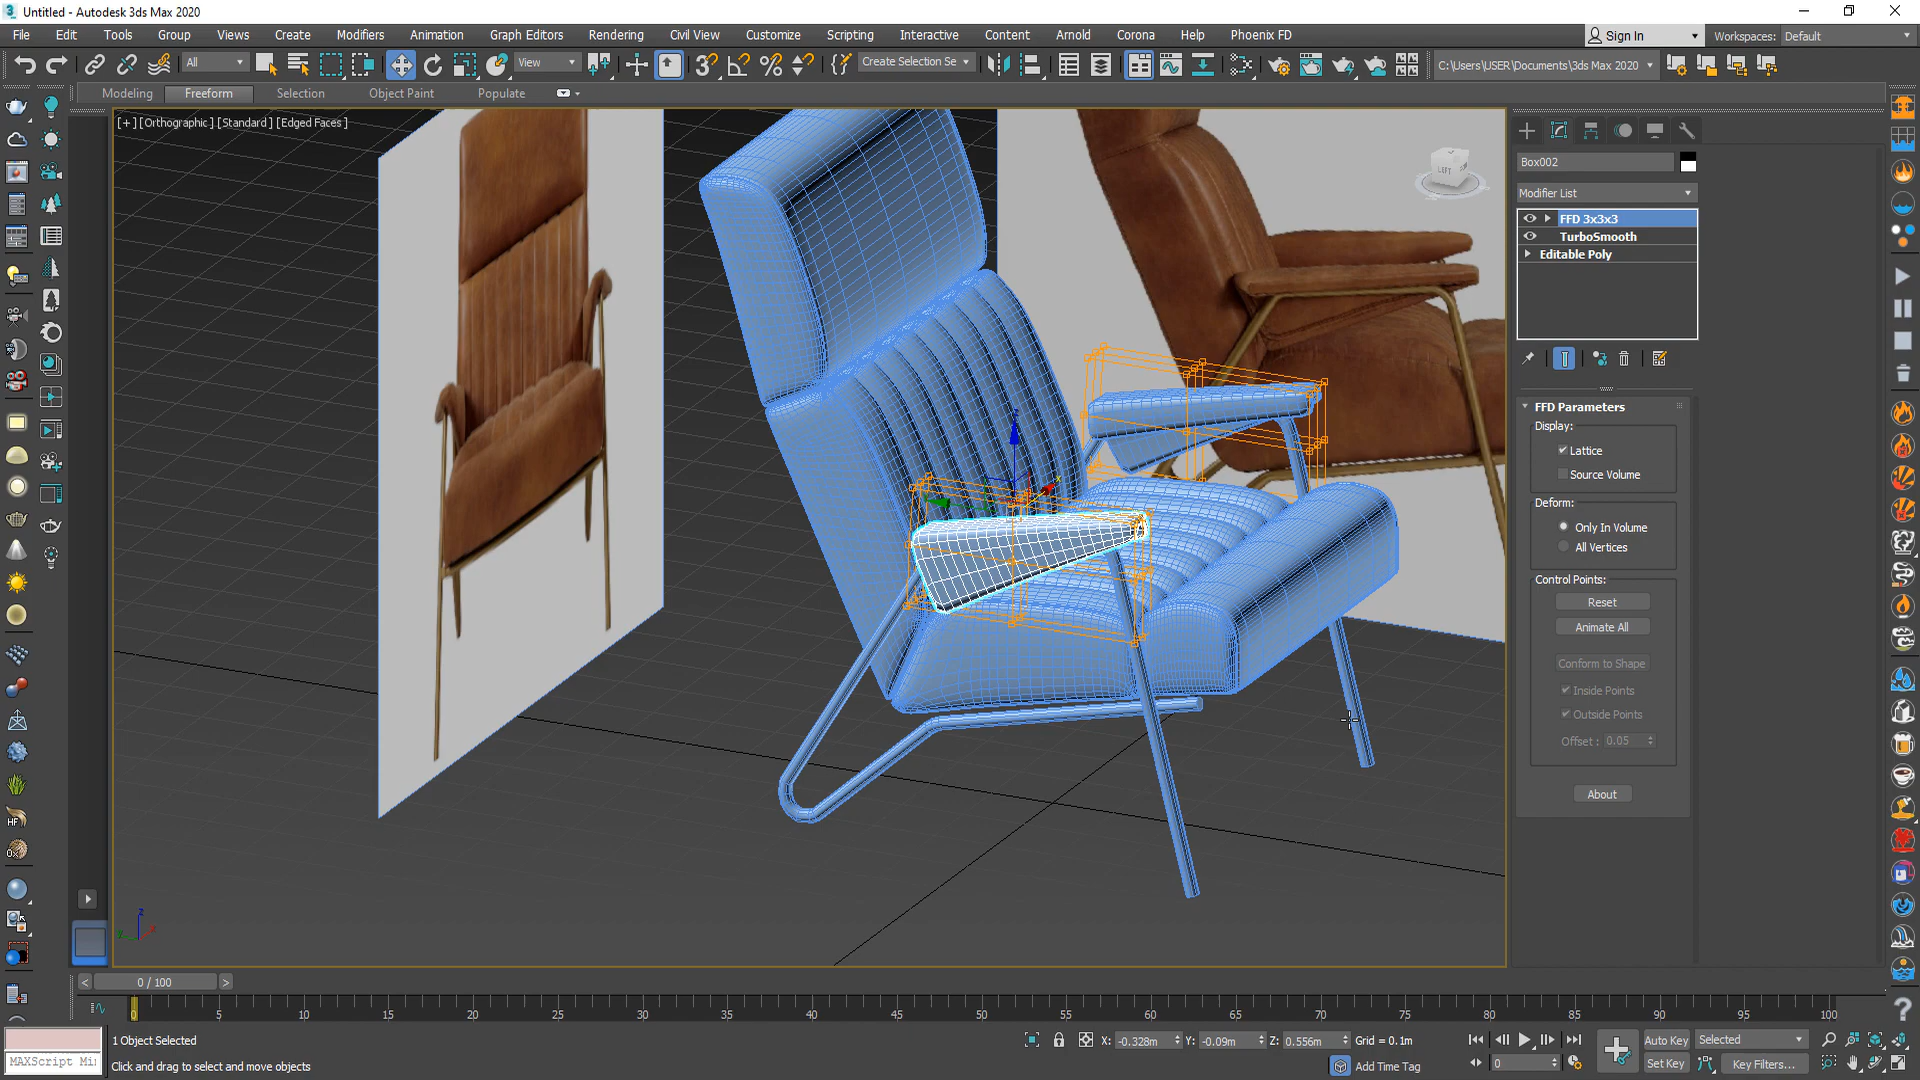 Untitled - Autodesk 3ds Max 2020
File Edit Tools Group Views Create Modifiers Animation Graph Editors Rendering Civil View Customize Scripting Interactive Content Arnold Corona Help Phoenix FD Sign In Workspaces: Default
All View Create Selection Se C:\Users\USER\Documents\3ds Max 2020
Modeling Freeform Selection Object Paint Populate
[+] [Orthographic] [Standard] [Edged Faces]
LEFT
Box002
Modifier List
FFD 3x3x3
TurboSmooth
Editable Poly
FFD Parameters
Display:
Lattice
Source Volume
Deform:
Only In Volume
All Vertices
Control Points:
Reset
Animate All
Conform to Shape
Inside Points
Outside Points
Offset : 0.05
About
z
x
HF
z
0 / 100
0 5 10 15 20 25 30 35 40 45 50 55 60 65 70 75 80 85 90 95 100
1 Object Selected X: -0.328m Y: -0.09m Z: 0.556m Grid = 0.1m Auto Key Selected
MAXScript Mi Click and drag to select and move objects Add Time Tag 0 Set Key Key Filters...